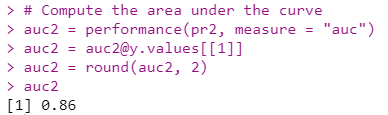 > # Compute the area under the curve
> auc2 = performance(pr2, measure = "auc")
> auc2 = auc2@y.values[[1]]
> auc2 = round(auc2, 2)
> auc2
[1] 0.86